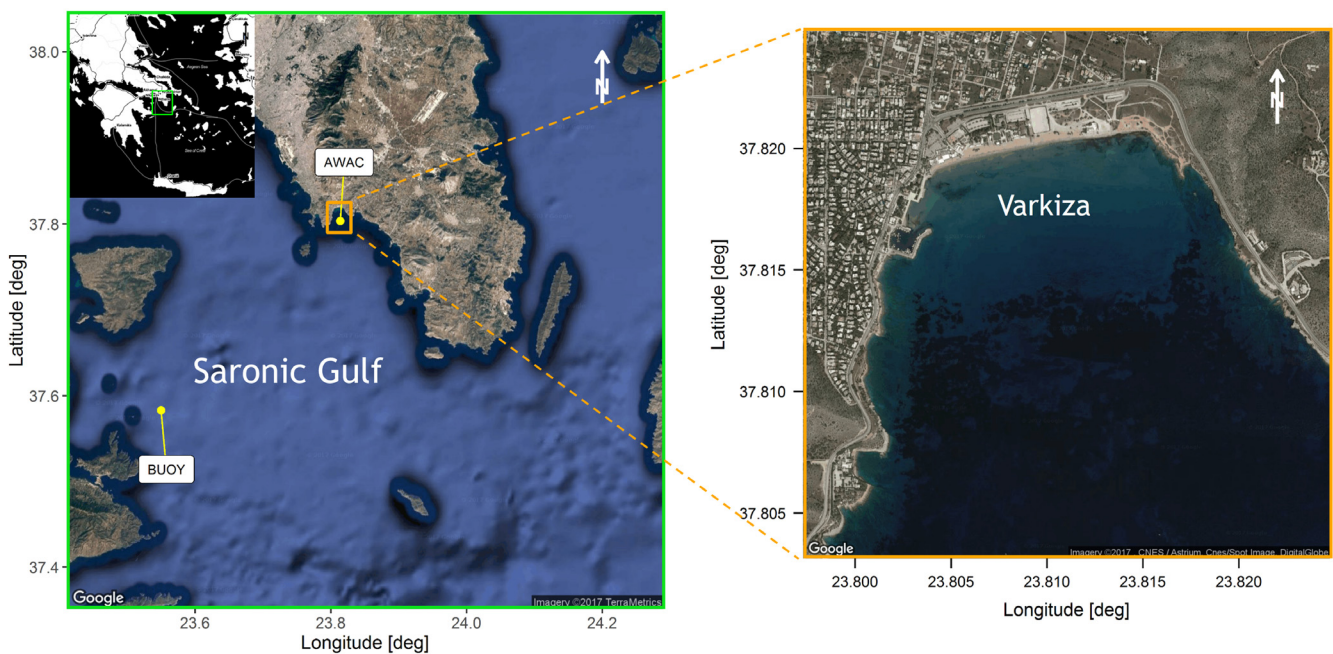 38.0
37.8
37.6
37.4
Latitude [deg]
23.6
23.8
24.0
24.2
Longitude [deg]
N
AWAC
Saronic Gulf
BUOY
Google
Imagery ©2017 TerraMetrics
37.820
37.815
37.810
37.805
Latitude [deg]
23.800
23.805
23.810
23.815
23.820
Longitude [deg]
N
Varkiza
Google
Imagery ©2017 , CNES / Astrium, Cnes/Spot Image, DigitalGlobe